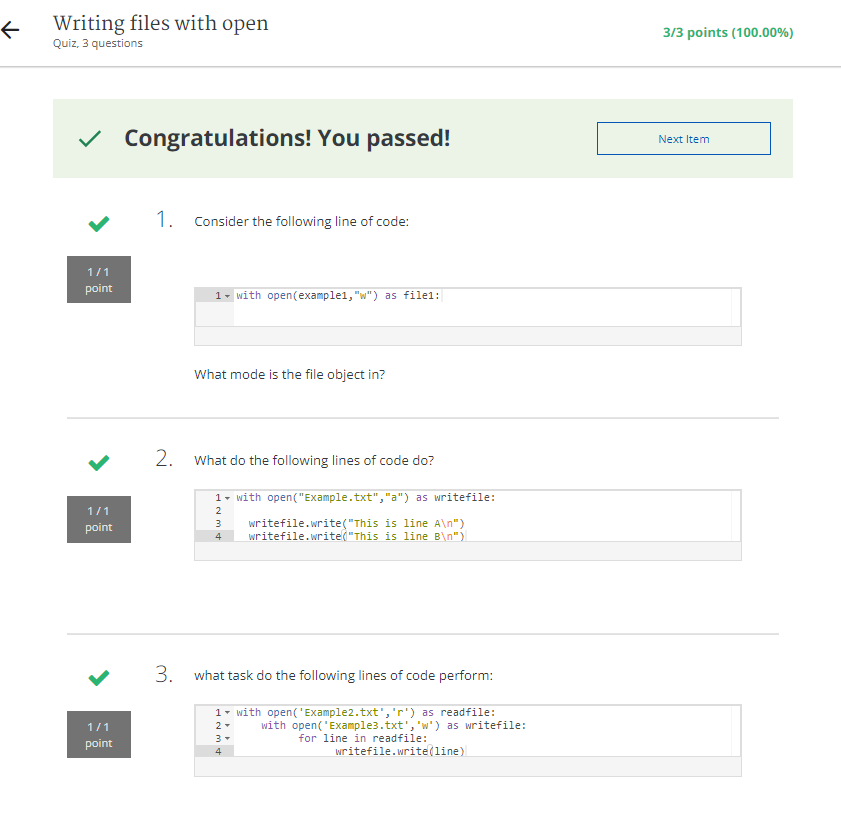 Writing files with open
Quiz, 3 questions
3/3 points (100.00%)
Congratulations! You passed!
Next Item
1.
Consider the following line of code:
1 / 1
point
1 with open(example1,"w") as file1:
What mode is the file object in?
2.
What do the following lines of code do?
1 / 1
point
1 with open("Example.txt","a") as writefile:
2
3 writefile.write("This is line A\n")
4 writefile.write("This is line B\n")
3.
what task do the following lines of code perform:
1 / 1
point
1 with open('Example2.txt','r') as readfile:
2 with open('Example3.txt','w') as writefile:
3 for line in readfile:
4 writefile.write(line)